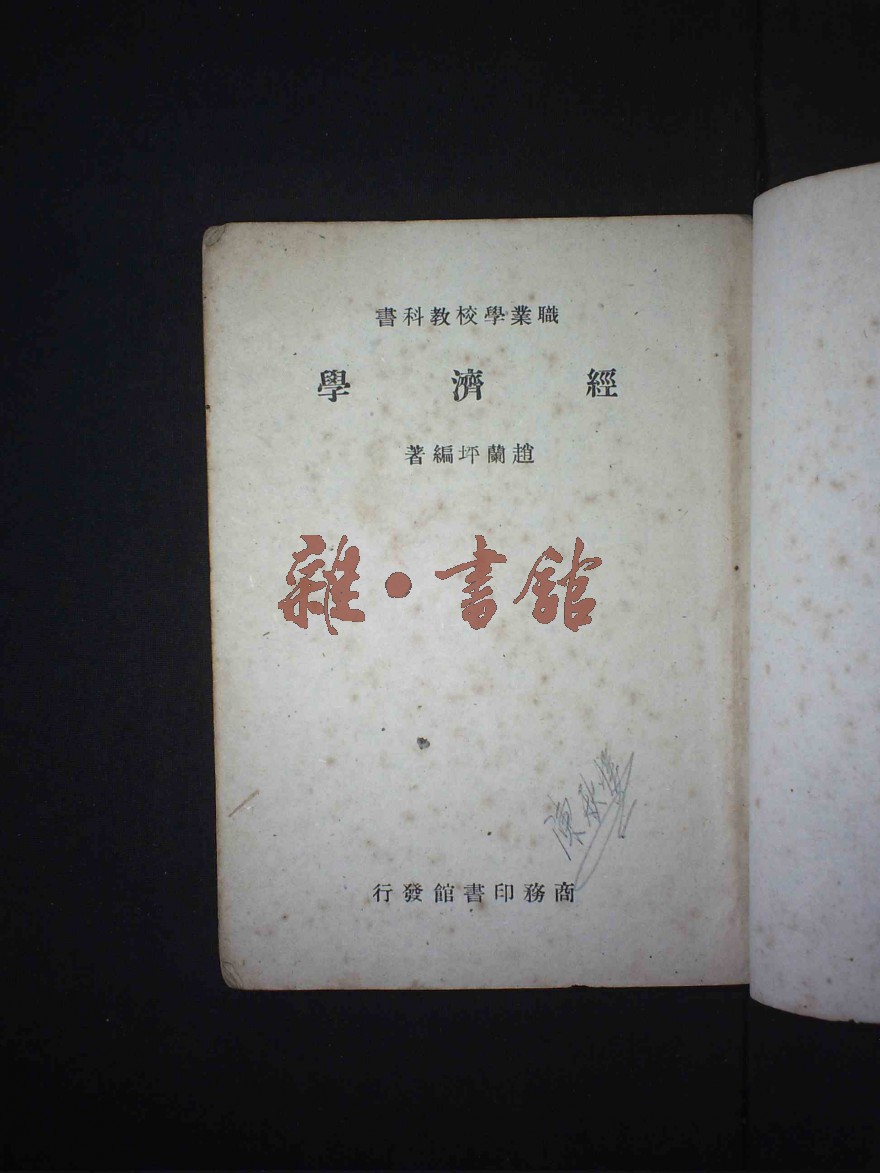 職業學校教科書
經濟學
趙蘭坪編著
雜·書館
商務印書館發行